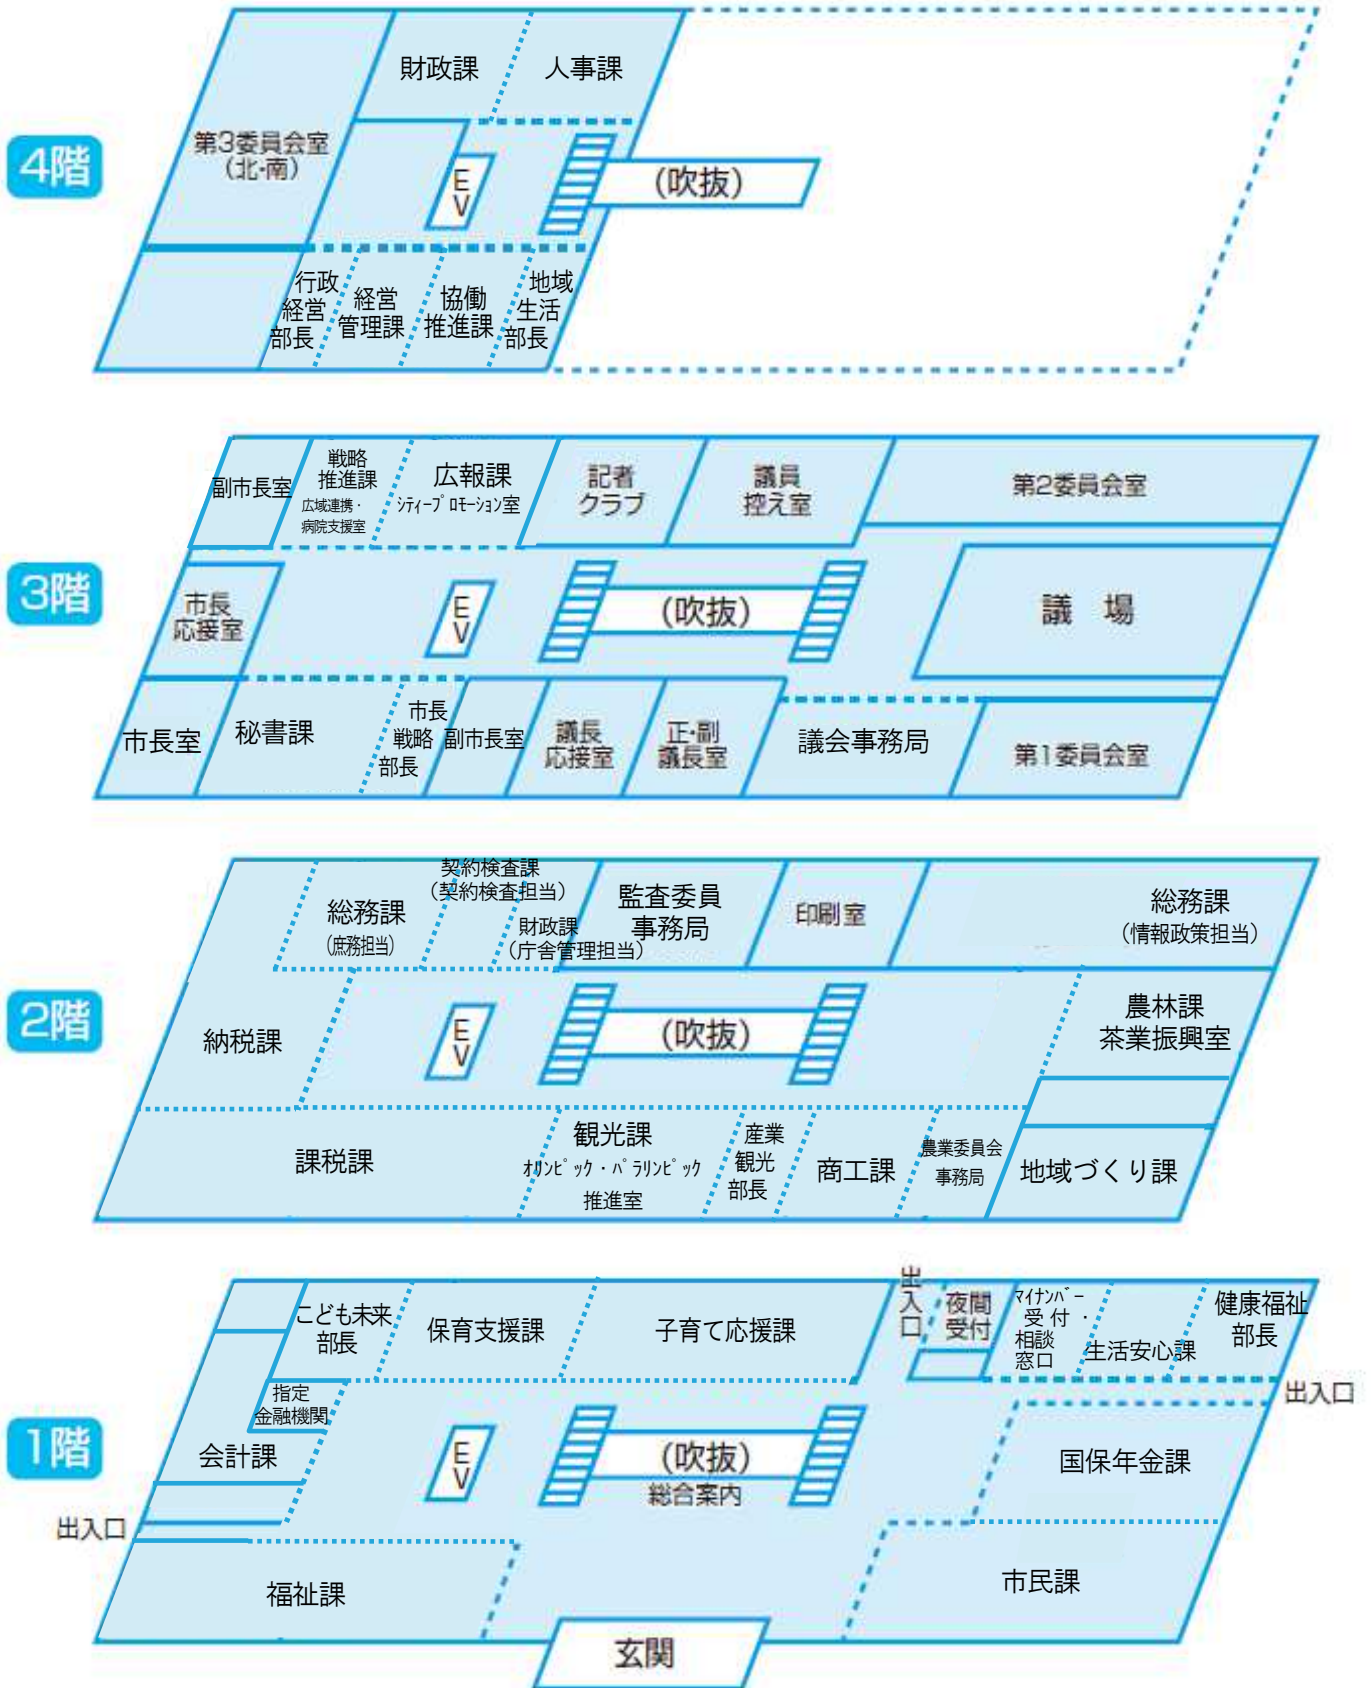 4階
財政課
人事課
第3委員会室
(北・南)
EV
(吹抜)
行政
経営
部長
経営
管理課
協働
推進課
地域
生活
部長
3階
副市長室
戦略
推進課
広域連携・
病院支援室
広報課
シティープロモーション室
記者
クラブ
議員
控え室
第2委員会室
市長
応接室
EV
(吹抜)
議 場
市長室
秘書課
市長
戦略
部長
副市長室
議長
応接室
正・副
議長室
議会事務局
第1委員会室
2階
総務課
(庶務担当)
契約検査課
(契約検査担当)
財政課
(庁舎管理担当)
監査委員
事務局
印刷室
総務課
(情報政策担当)
納税課
EV
(吹抜)
農林課
茶業振興室
課税課
観光課
オリンピック・パラリンピック
推進室
産業
観光
部長
商工課
農業委員会
事務局
地域づくり課
1階
こども未来
部長
保育支援課
子育て応援課
出入口
夜間
受付
マイナンバー
受付・
相談
窓口
生活安心課
健康福祉
部長
出入口
指定
金融機関
会計課
EV
(吹抜)
総合案内
国保年金課
出入口
福祉課
市民課
玄関